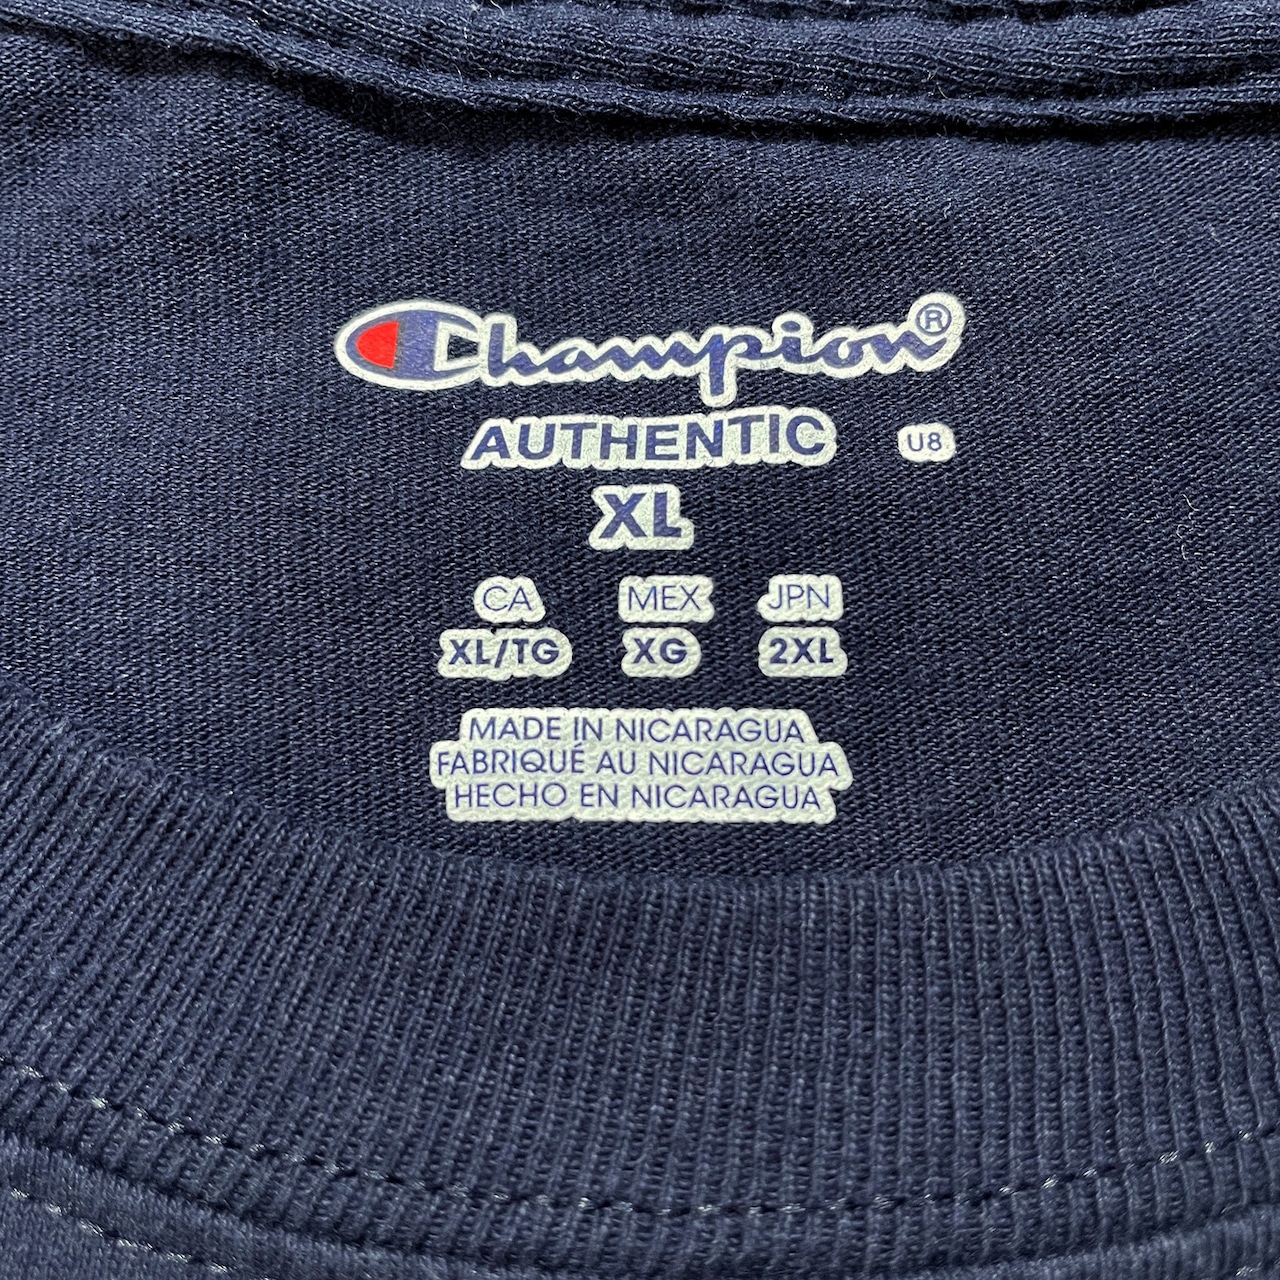 Champion®
AUTHENTIC U8
XL
CA MEX JPN
XL/TG XG 2XL
MADE IN NICARAGUA
FABRIQUÉ AU NICARAGUA
HECHO EN NICARAGUA